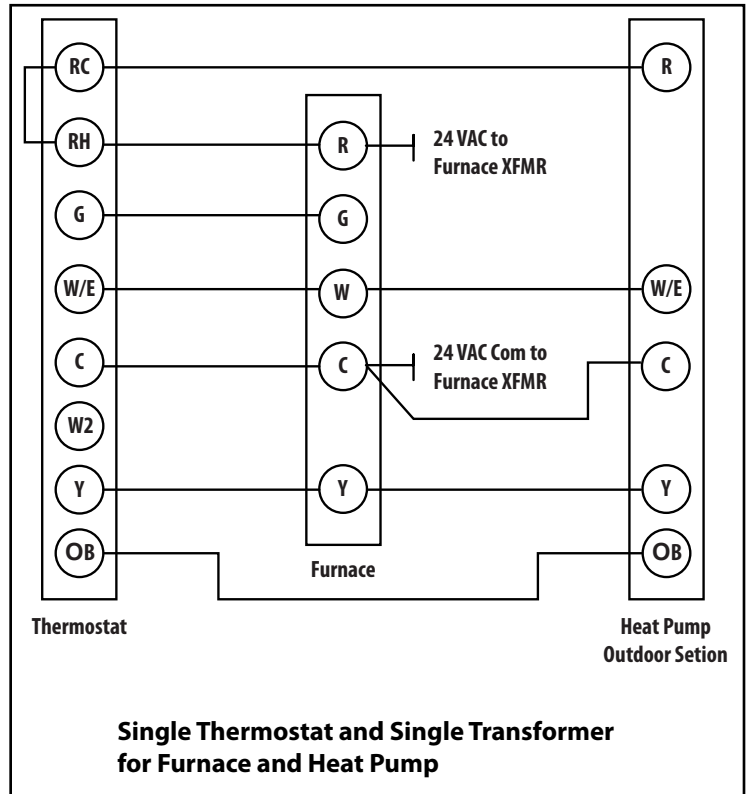 RC
R
RH
R
24 VAC to
Furnace XFMR
G
G
W/E
W
W/E
C
C
24 VAC Com to
Furnace XFMR
C
W2
Y
Y
Y
OB
OB
Furnace
Thermostat
Heat Pump
Outdoor Setion
Single Thermostat and Single Transformer
for Furnace and Heat Pump